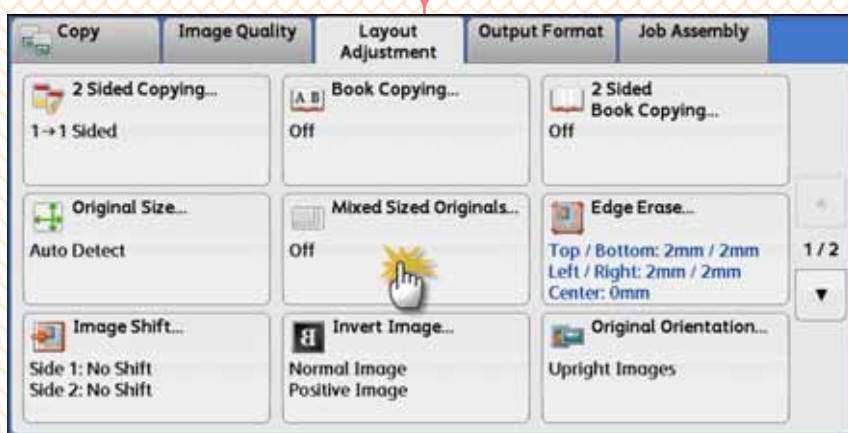 Copy
Image Quality
Layout
Adjustment
Output Format
Job Assembly
2 Sided Copying...
1→1 Sided
Book Copying...
Off
2 Sided
Book Copying...
Off
Original Size...
Auto Detect
Mixed Sized Originals...
Off
Edge Erase...
Top / Bottom: 2mm / 2mm
Left / Right: 2mm / 2mm
Center: 0mm
1/2
Image Shift...
Side 1: No Shift
Side 2: No Shift
Invert Image...
Normal Image
Positive Image
Original Orientation...
Upright Images